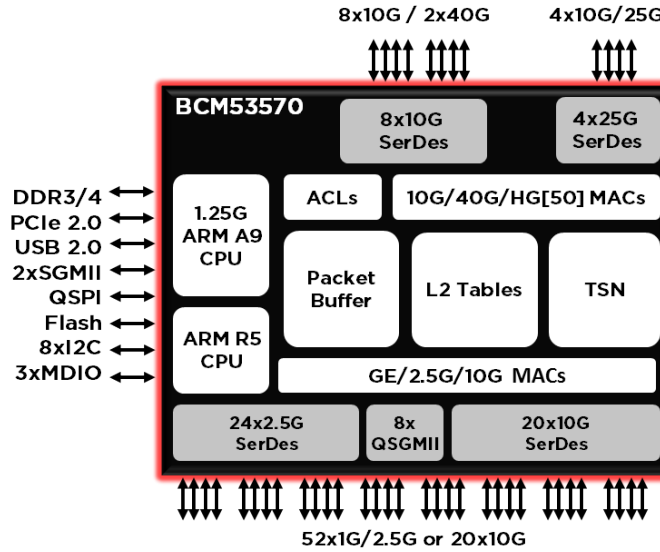 8x10G / 2x40G
4x10G/25G
BCM53570
8x10G
SerDes
4x25G
SerDes
DDR3/4
PCIe 2.0
USB 2.0
2xSGMII
QSPI
Flash
8xI2C
3xMDIO
1.25G
ARM A9
CPU
ACLs
10G/40G/HG[50] MACs
Packet
Buffer
L2 Tables
TSN
ARM R5
CPU
GE/2.5G/10G MACs
24x2.5G
SerDes
8x
QSGMII
20x10G
SerDes
52x1G/2.5G or 20x10G